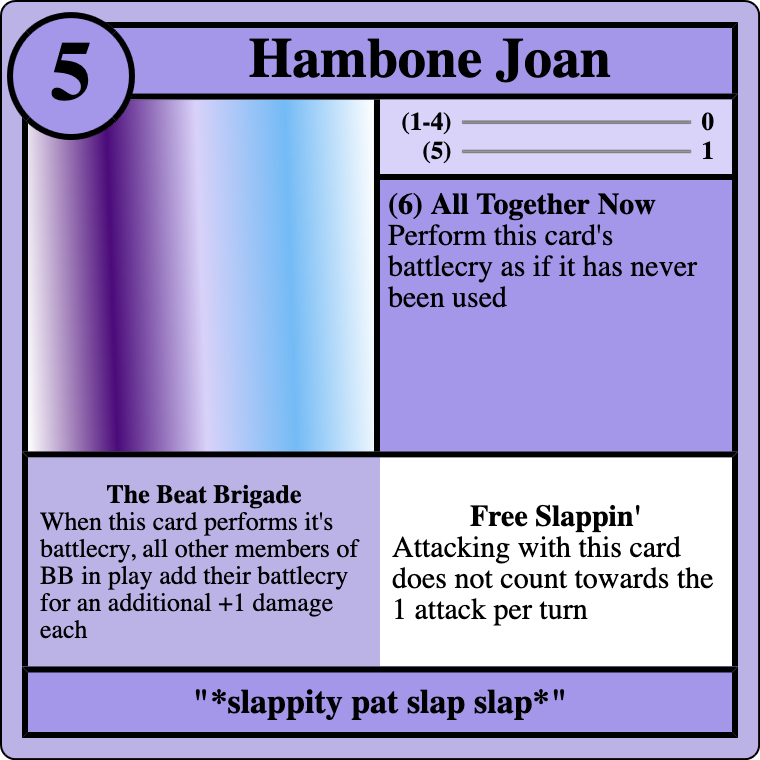 5
Hambone Joan
(1-4) 0
(5) 1
(6) All Together Now
Perform this card's
battlecry as if it has never
been used
The Beat Brigade
When this card performs it's
battlecry, all other members of
BB in play add their battlecry
for an additional +1 damage
each
Free Slappin'
Attacking with this card
does not count towards the
1 attack per turn
"*slappity pat slap slap*"